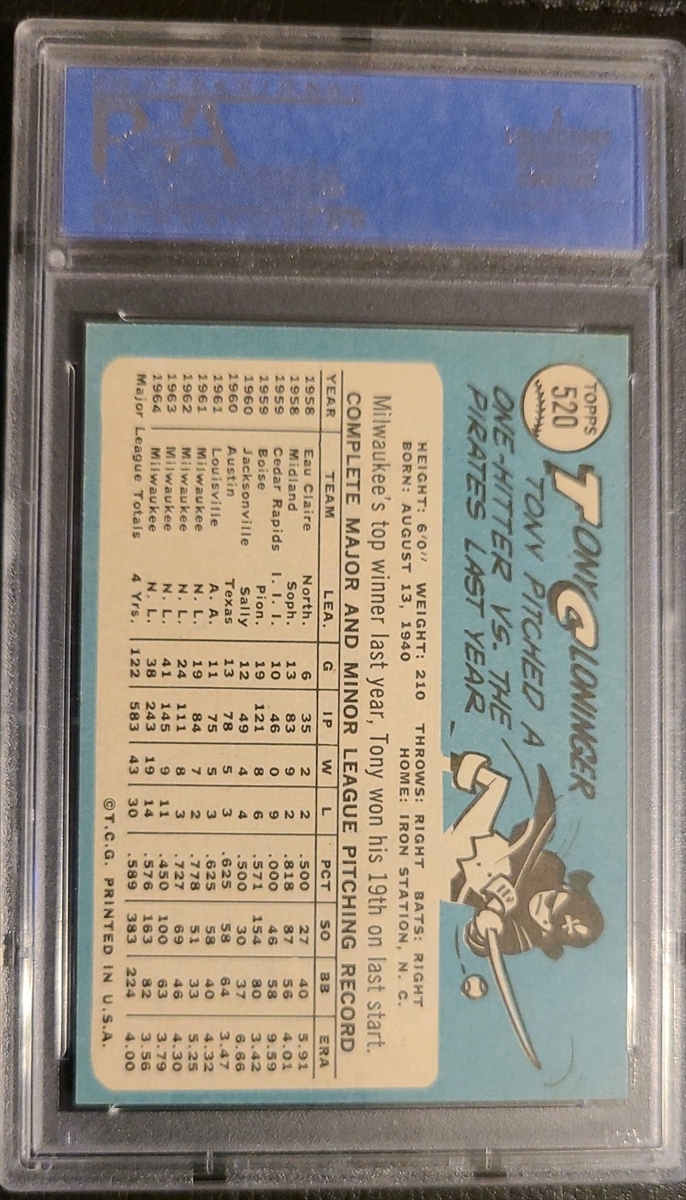 TOPPS
520
TONY CLONINGER
TONY PITCHED A
ONE-HITTER VS. THE
PIRATES LAST YEAR
HEIGHT: 6'0" WEIGHT: 210 THROWS: RIGHT BATS: RIGHT
BORN: AUGUST 13, 1940 HOME: IRON STATION, N. C.
Milwaukee's top winner last year, Tony won his 19th on last start.
COMPLETE MAJOR AND MINOR LEAGUE PITCHING RECORD
YEAR TEAM LEA. G IP W L PCT SO BB ERA
1958 Eau Claire North. 6 35 2 2 .500 27 40 5.91
1958 Midland Soph. 13 83 9 2 .818 87 56 4.01
1959 Cedar Rapids I. I. I. 10 46 0 9 .000 46 58 9.59
1959 Boise Pion. 19 121 8 6 .571 154 80 3.42
1960 Jacksonville Sally 12 49 4 4 .500 30 37 6.66
1960 Austin Texas 13 78 5 3 .625 58 64 3.47
1961 Louisville A. A. 11 75 5 3 .625 58 40 4.32
1961 Milwaukee N. L. 19 84 7 2 .778 51 33 5.25
1962 Milwaukee N. L. 24 111 8 3 .727 69 46 4.30
1963 Milwaukee N. L. 41 145 9 11 .450 100 63 3.79
1964 Milwaukee N. L. 38 243 19 14 .576 163 82 3.56
Major League Totals 4 Yrs. 122 583 43 30 .589 383 224 4.00
©T.C.G. PRINTED IN U.S.A.